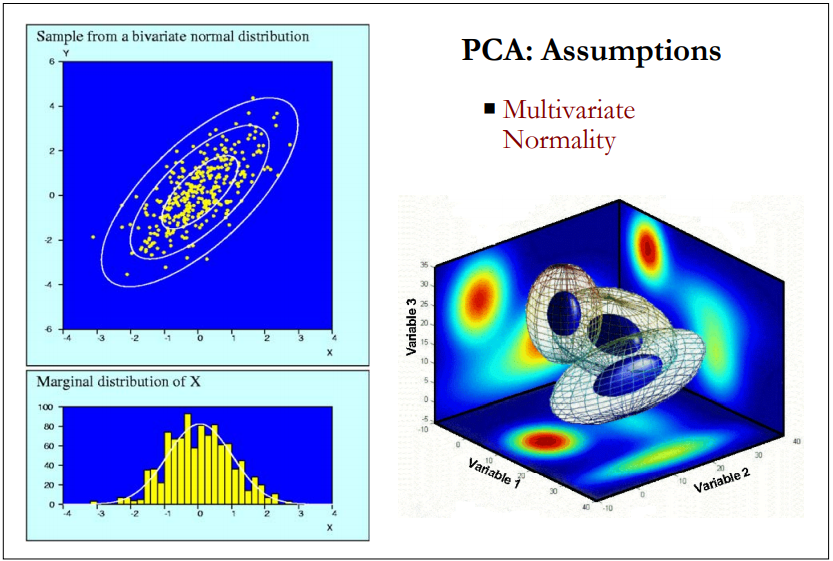 PCA: Assumptions
■ Multivariate
Normality
Sample from a bivariate normal distribution
Y
6
4
2
0
-2
-4
-6
-4 -3 -2 -1 0 1 2 3 4
X
Marginal distribution of X
100
80
60
40
20
0
-4 -3 -2 -1 0 1 2 3 4
X
Variable 3
35
30
25
20
15
10
5
0
-5
-10
0
10
20
30
40
Variable 1
-10
0
10
20
30
40
Variable 2